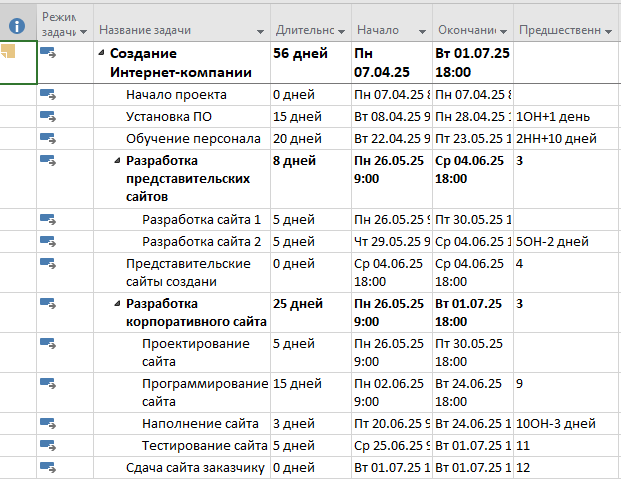 Режим задачи Название задачи Длительнс Начало Окончание Предшественн
Создание Интернет-компании 56 дней Пн 07.04.25 Вт 01.07.25 18:00
Начало проекта 0 дней Пн 07.04.25 8 Пн 07.04.25 8
Установка ПО 15 дней Вт 08.04.25 9 Пн 28.04.25 1 1ОН+1 день
Обучение персонала 20 дней Вт 22.04.25 9 Пт 23.05.25 1 2НН+10 дней
Разработка представительских сайтов 8 дней Пн 26.05.25 9:00 Ср 04.06.25 18:00 3
Разработка сайта 1 5 дней Пн 26.05.25 9 Пт 30.05.25 1
Разработка сайта 2 5 дней Чт 29.05.25 9 Ср 04.06.25 1 5ОН-2 дней
Представительские сайты создани 0 дней Ср 04.06.25 18:00 Ср 04.06.25 18:00 4
Разработка корпоративного сайта 25 дней Пн 26.05.25 9:00 Вт 01.07.25 18:00 3
Проектирование сайта 5 дней Пн 26.05.25 9:00 Пт 30.05.25 18:00
Программирование сайта 15 дней Пн 02.06.25 9:00 Вт 24.06.25 18:00 9
Наполнение сайта 3 дней Пт 20.06.25 9 Вт 24.06.25 1 10ОН-3 дней
Тестирование сайта 5 дней Ср 25.06.25 9 Вт 01.07.25 1 11
Сдача сайта заказчику 0 дней Вт 01.07.25 1 Вт 01.07.25 1 12